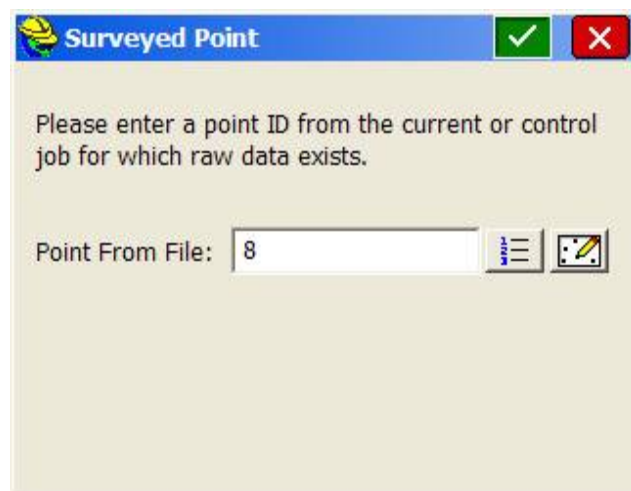 Surveyed Point
Please enter a point ID from the current or control
job for which raw data exists.
Point From File: 8